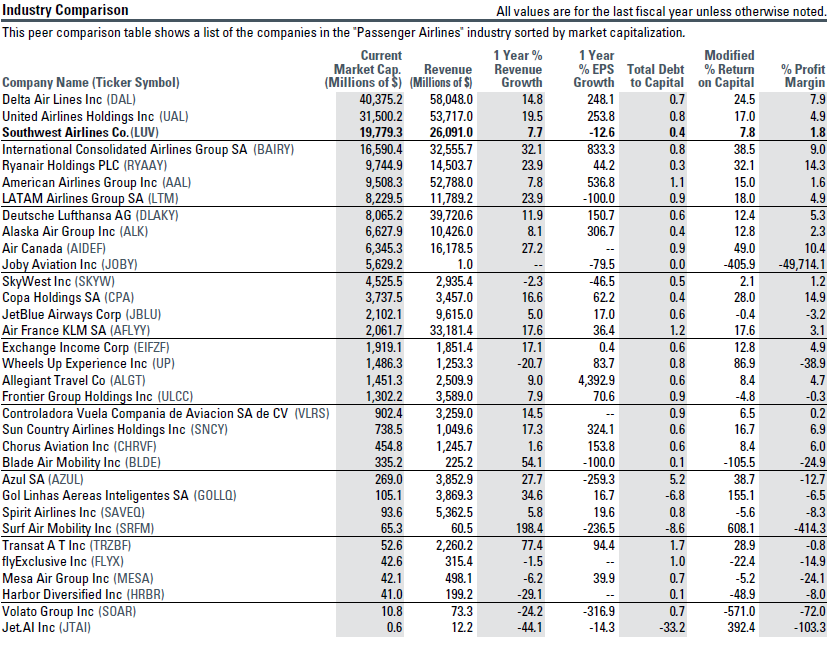 Industry Comparison All values are for the last fiscal year unless otherwise noted.
This peer comparison table shows a list of the companies in the "Passenger Airlines" industry sorted by market capitalization.
Current 1 Year % 1 Year Modified
Market Cap. Revenue Revenue % EPS Total Debt % Return % Profit
Company Name (Ticker Symbol) (Millions of $) (Millions of $) Growth Growth to Capital on Capital Margin
Delta Air Lines Inc (DAL) 40,375.2 58,048.0 14.8 248.1 0.7 24.5 7.9
United Airlines Holdings Inc (UAL) 31,500.2 53,717.0 19.5 253.8 0.8 17.0 4.9
Southwest Airlines Co. (LUV) 19,779.3 26,091.0 7.7 -12.6 0.4 7.8 1.8
International Consolidated Airlines Group SA (BAIRY) 16,590.4 32,555.7 32.1 833.3 0.8 38.5 9.0
Ryanair Holdings PLC (RYAAY) 9,744.9 14,503.7 23.9 44.2 0.3 32.1 14.3
American Airlines Group Inc (AAL) 9,508.3 52,788.0 7.8 536.8 1.1 15.0 1.6
LATAM Airlines Group SA (LTM) 8,229.5 11,789.2 23.9 -100.0 0.9 18.0 4.9
Deutsche Lufthansa AG (DLAKY) 8,065.2 39,720.6 11.9 150.7 0.6 12.4 5.3
Alaska Air Group Inc (ALK) 6,627.9 10,426.0 8.1 306.7 0.4 12.8 2.3
Air Canada (AIDEF) 6,345.3 16,178.5 27.2 -- 0.9 49.0 10.4
Joby Aviation Inc (JOBY) 5,629.2 1.0 -- -79.5 0.0 -405.9 -49,714.1
SkyWest Inc (SKYW) 4,525.5 2,935.4 -2.3 -46.5 0.5 2.1 1.2
Copa Holdings SA (CPA) 3,737.5 3,457.0 16.6 62.2 0.4 28.0 14.9
JetBlue Airways Corp (JBLU) 2,102.1 9,615.0 5.0 17.0 0.6 -0.4 -3.2
Air France KLM SA (AFLYY) 2,061.7 33,181.4 17.6 36.4 1.2 17.6 3.1
Exchange Income Corp (EIFZF) 1,919.1 1,851.4 17.1 0.4 0.6 12.8 4.9
Wheels Up Experience Inc (UP) 1,486.3 1,253.3 -20.7 83.7 0.8 86.9 -38.9
Allegiant Travel Co (ALGT) 1,451.3 2,509.9 9.0 4,392.9 0.6 8.4 4.7
Frontier Group Holdings Inc (ULCC) 1,302.2 3,589.0 7.9 70.6 0.9 -4.8 -0.3
Controladora Vuela Compania de Aviacion SA de CV (VLRS) 902.4 3,259.0 14.5 -- 0.9 6.5 0.2
Sun Country Airlines Holdings Inc (SNCY) 738.5 1,049.6 17.3 324.1 0.6 16.7 6.9
Chorus Aviation Inc (CHRVF) 454.8 1,245.7 1.6 153.8 0.6 8.4 6.0
Blade Air Mobility Inc (BLDE) 335.2 225.2 54.1 -100.0 0.1 -105.5 -24.9
Azul SA (AZUL) 269.0 3,852.9 27.7 -259.3 5.2 38.7 -12.7
Gol Linhas Aereas Inteligentes SA (GOLLQ) 105.1 3,869.3 34.6 16.7 -6.8 155.1 -6.5
Spirit Airlines Inc (SAVEQ) 93.6 5,362.5 5.8 19.6 0.8 -5.6 -8.3
Surf Air Mobility Inc (SRFM) 65.3 60.5 198.4 -236.5 -8.6 608.1 -414.3
Transat A T Inc (TRZBF) 52.6 2,260.2 77.4 94.4 1.7 28.9 -0.8
flyExclusive Inc (FLYX) 42.6 315.4 -1.5 -- 1.0 -22.4 -14.9
Mesa Air Group Inc (MESA) 42.1 498.1 -6.2 39.9 0.7 -5.2 -24.1
Harbor Diversified Inc (HRBR) 41.0 199.2 -29.1 -- 0.1 -48.9 -8.0
Volato Group Inc (SOAR) 10.8 73.3 -24.2 -316.9 0.7 -571.0 -72.0
Jet.AI Inc (JTAI) 0.6 12.2 -44.1 -14.3 -33.2 392.4 -103.3